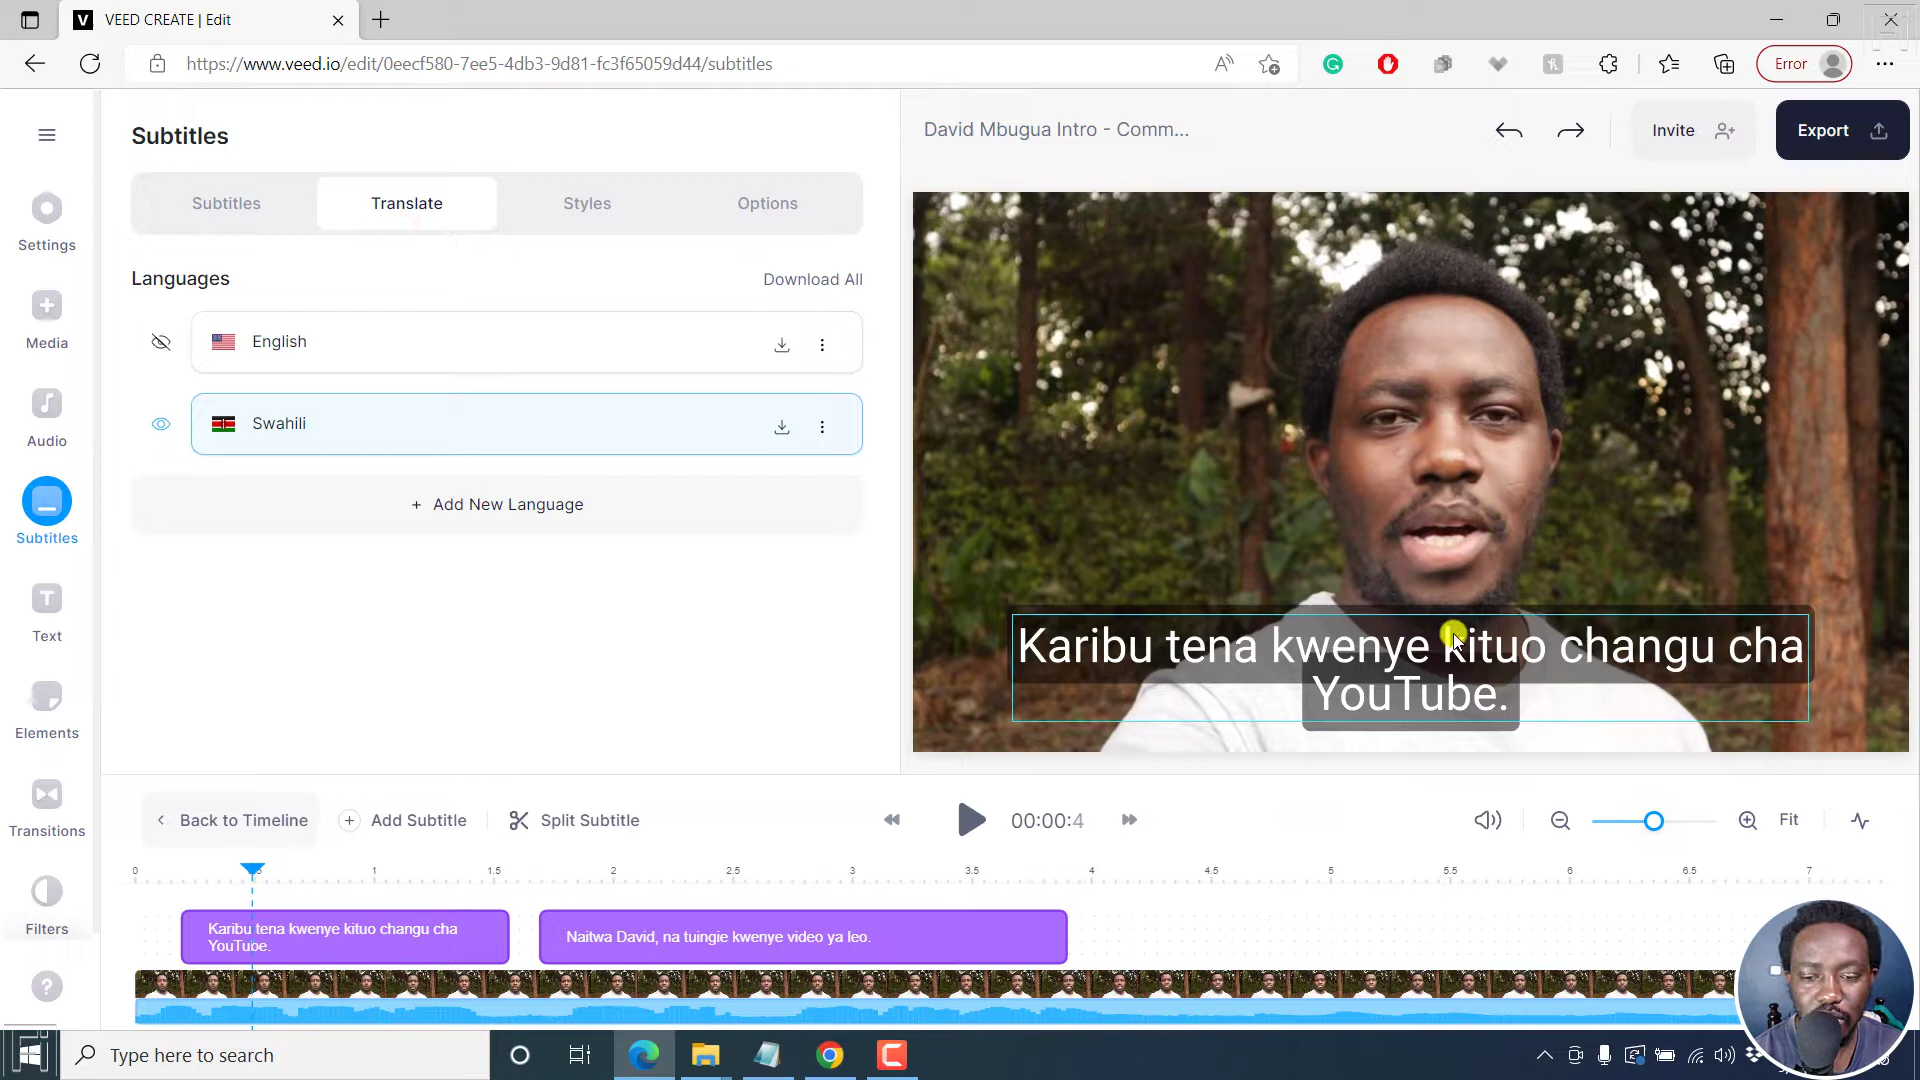 VEED CREATE | Edit
https://www.veed.io/edit/0eecf580-7ee5-4db3-9d81-fc3f65059d44/subtitles
Error
Subtitles
David Mbugua Intro - Comm...
Invite
Export
Subtitles
Translate
Styles
Options
Settings
Media
Audio
Subtitles
Text
Elements
Transitions
Filters
Languages
Download All
English
Swahili
+ Add New Language
Karibu tena kwenye kituo changu cha
YouTube.
Back to Timeline
Add Subtitle
Split Subtitle
00:00:4
Fit
0
1
1.5
2
2.5
3
3.5
4
4.5
5
5.5
6
6.5
7
Karibu tena kwenye kituo changu cha
YouTube.
Naitwa David, na tuingie kwenye video ya leo.
Type here to search